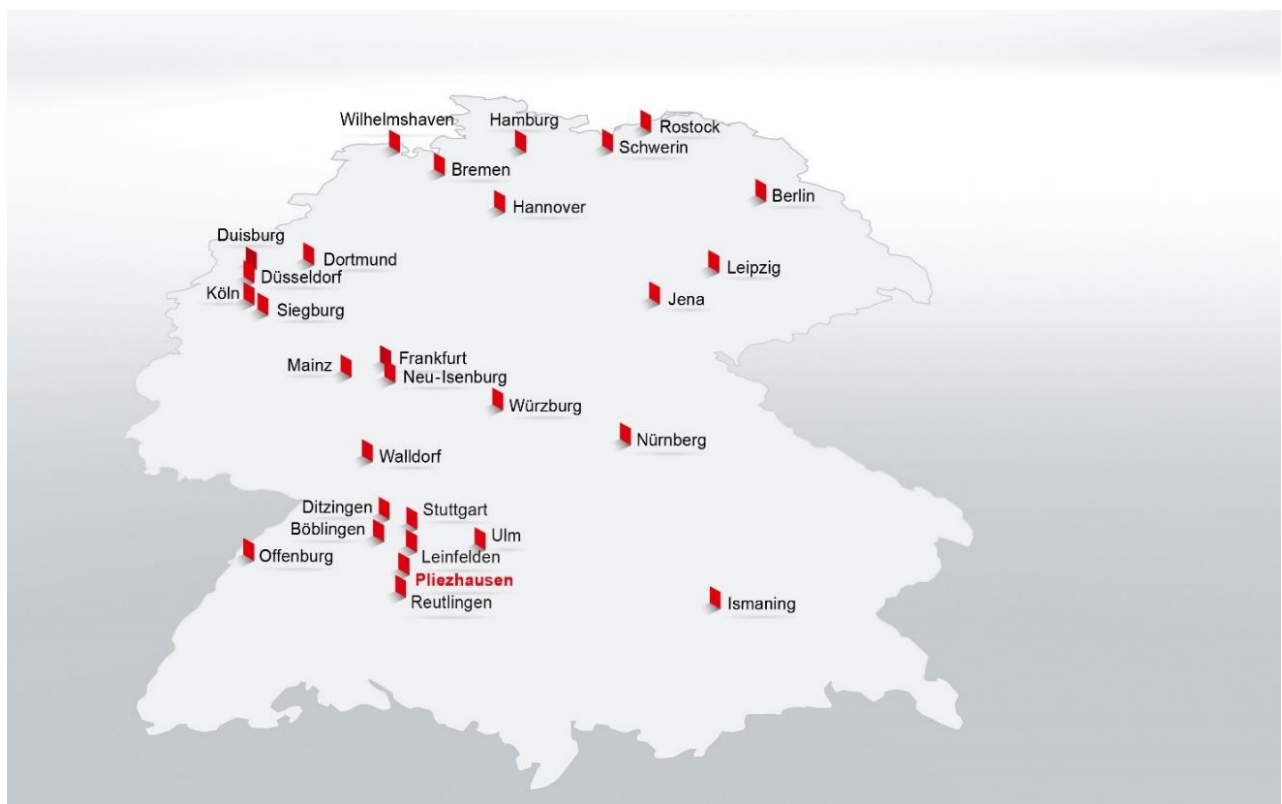 Wilhelmshaven
Hamburg
Rostock
Schwerin
Bremen
Berlin
Hannover
Duisburg
Dortmund
Leipzig
Düsseldorf
Köln
Jena
Siegburg
Frankfurt
Mainz
Neu-Isenburg
Würzburg
Nürnberg
Walldorf
Ditzingen
Stuttgart
Böblingen
Ulm
Offenburg
Leinfelden
Pliezhausen
Reutlingen
Ismaning